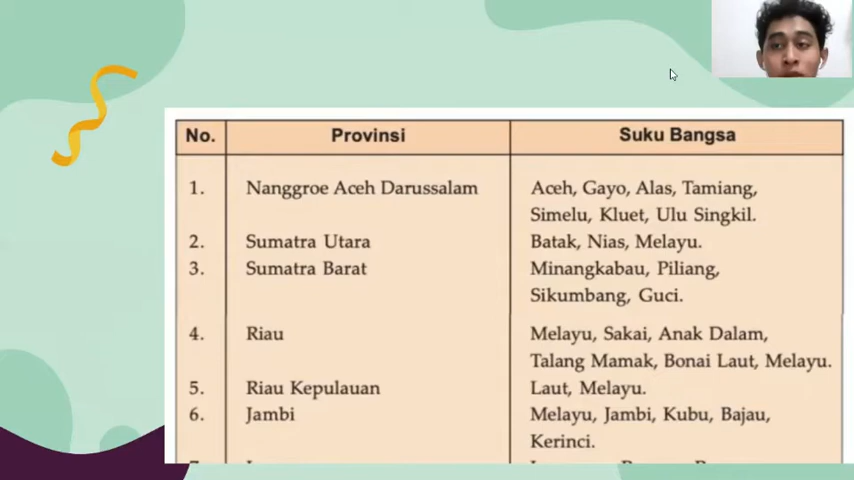 No. Provinsi Suku Bangsa
1. Nanggroe Aceh Darussalam Aceh, Gayo, Alas, Tamiang,
Simelu, Kluet, Ulu Singkil.
2. Sumatra Utara Batak, Nias, Melayu.
3. Sumatra Barat Minangkabau, Piliang,
Sikumbang, Guci.
4. Riau Melayu, Sakai, Anak Dalam,
Talang Mamak, Bonai Laut, Melayu.
5. Riau Kepulauan Laut, Melayu.
6. Jambi Melayu, Jambi, Kubu, Bajau,
Kerinci.